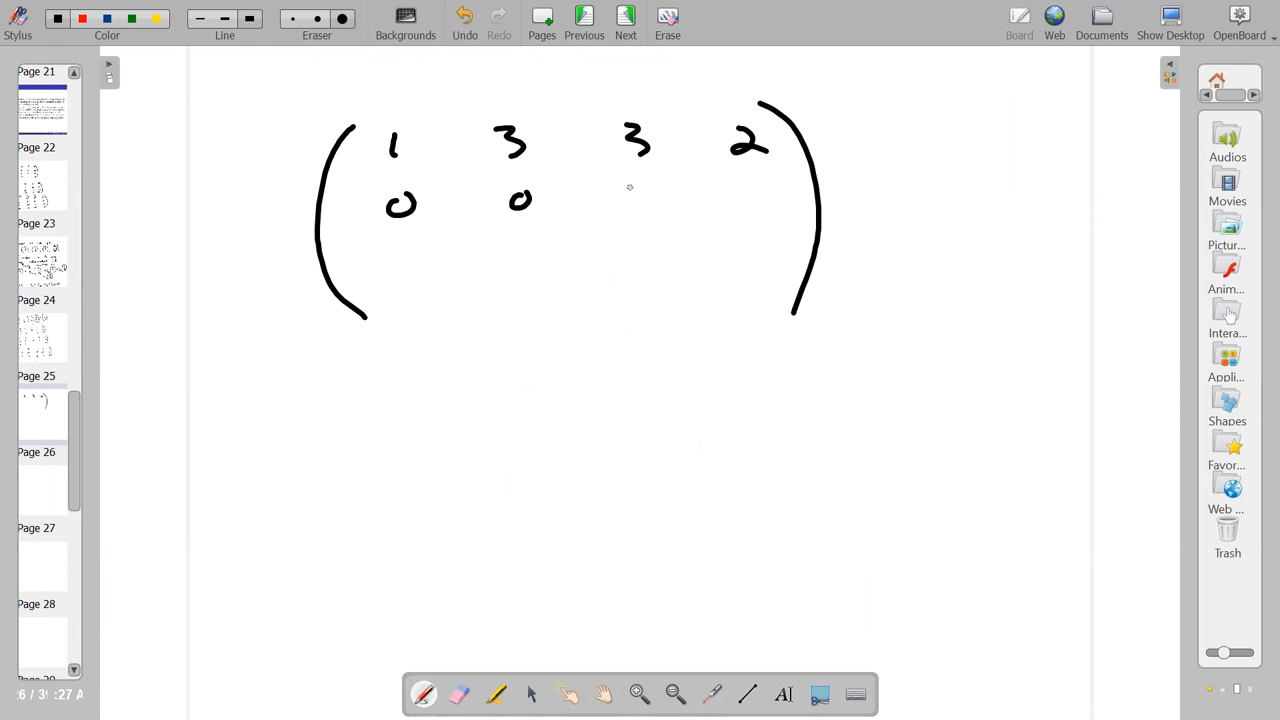 Stylus
Color
Line
Eraser
Backgrounds
Undo
Redo
Pages
Previous
Next
Erase
Board
Web
Documents
Show Desktop
OpenBoard
Page 21
Page 22
Page 23
Page 24
Page 25
Page 26
Page 27
Page 28
1 3 3 2
0 0
Audios
Movies
Pictur...
Anim...
Intera...
Appli...
Shapes
Favor...
Web ...
Trash
AI